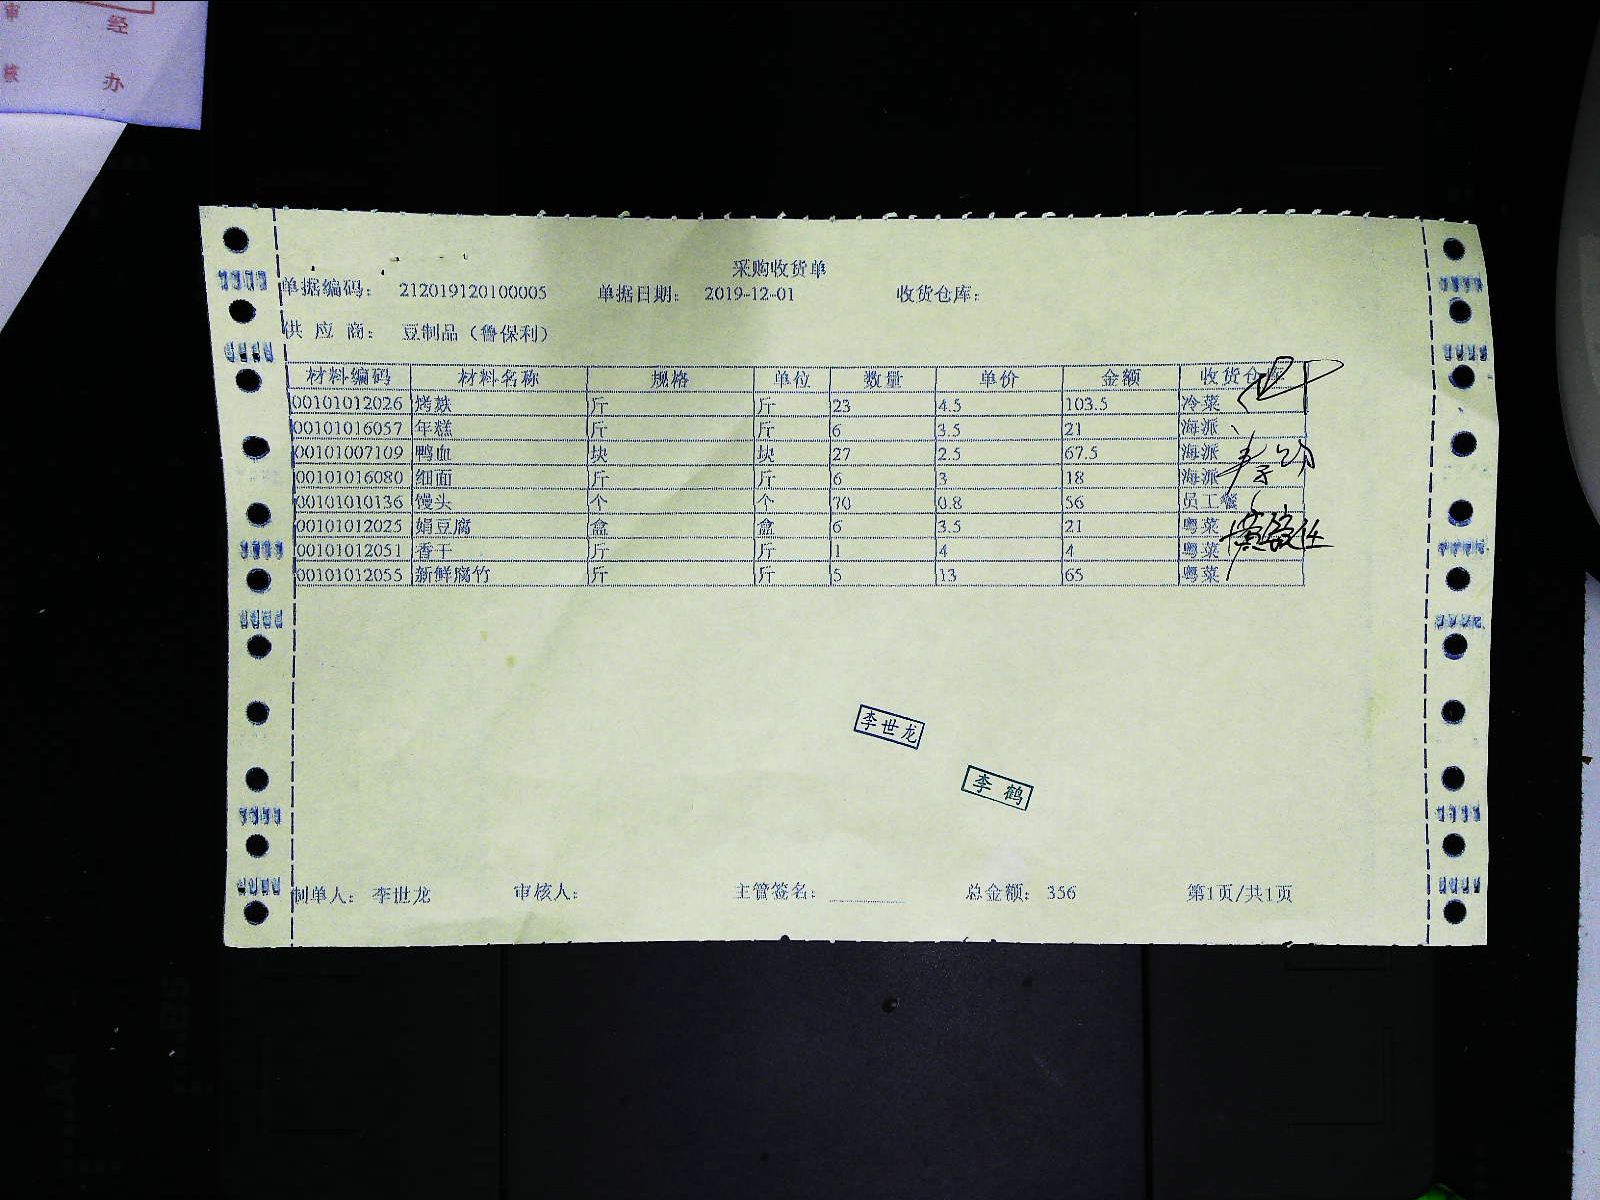 审 经
核 办
采购收货单
单据编码： 212019120100005 单据日期： 2019-12-01 收货仓库：
供 应 商： 豆制品（鲁保利）
材料编码 材料名称 规格 单位 数量 单价 金额 收货仓库
00101012026 烤麸 斤 斤 23 4.5 103.5 冷菜
00101016057 年糕 斤 斤 6 3.5 21 海派
00101007109 鸭血 块 块 27 2.5 67.5 海派
00101016080 细面 斤 斤 6 3 18 海派
00101010136 馒头 个 个 70 0.8 56 员工餐
00101012025 娟豆腐 盒 盒 6 3.5 21 粤菜
00101012051 香干 斤 斤 1 4 4 粤菜
00101012055 新鲜腐竹 斤 斤 5 13 65 粤菜
李世龙
李 鹤
制单人： 李世龙 审核人： 主管签名： 总金额： 356 第1页/共1页